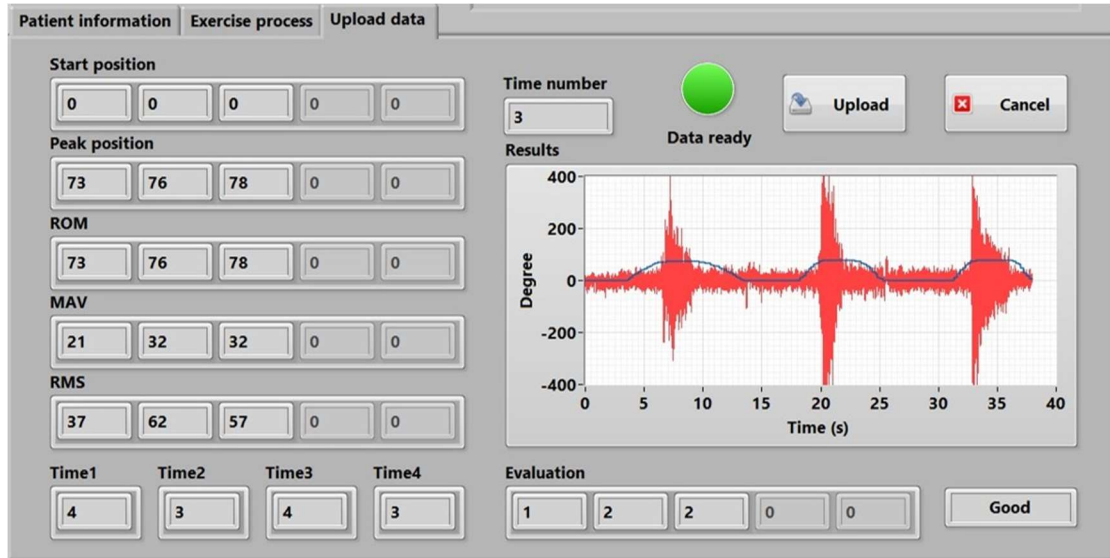 Patient information Exercise process Upload data
Start position
0 0 0 0 0
Peak position
73 76 78 0 0
ROM
73 76 78 0 0
MAV
21 32 32 0 0
RMS
37 62 57 0 0
Time1 Time2 Time3 Time4
4 3 4 3
Time number
3
Data ready
Upload
Cancel
Results
400
200
0
-200
-400
Degree
0 5 10 15 20 25 30 35 40
Time (s)
Evaluation
1 2 2 0 0
Good